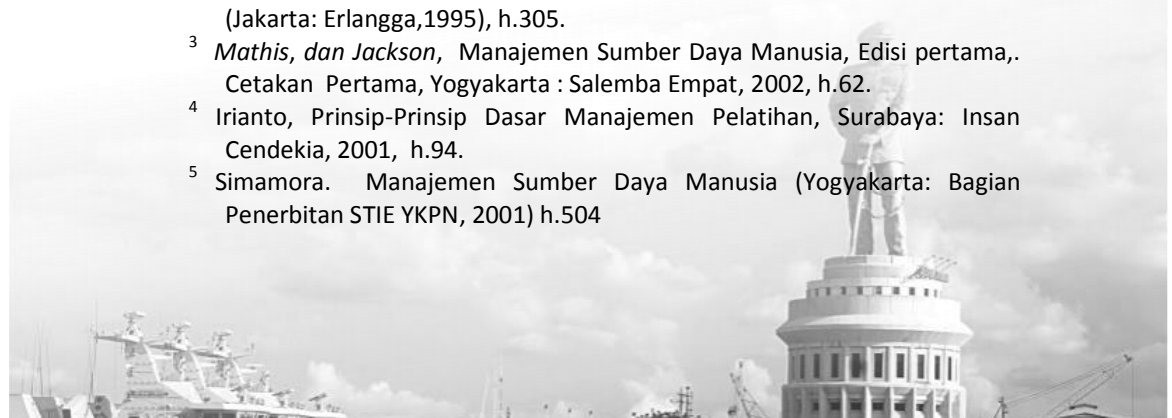 (Jakarta: Erlangga,1995), h.305.
3 Mathis, dan Jackson, Manajemen Sumber Daya Manusia, Edisi pertama,.
Cetakan Pertama, Yogyakarta : Salemba Empat, 2002, h.62.
4 Irianto, Prinsip-Prinsip Dasar Manajemen Pelatihan, Surabaya: Insan
Cendekia, 2001, h.94.
5 Simamora. Manajemen Sumber Daya Manusia (Yogyakarta: Bagian
Penerbitan STIE YKPN, 2001) h.504